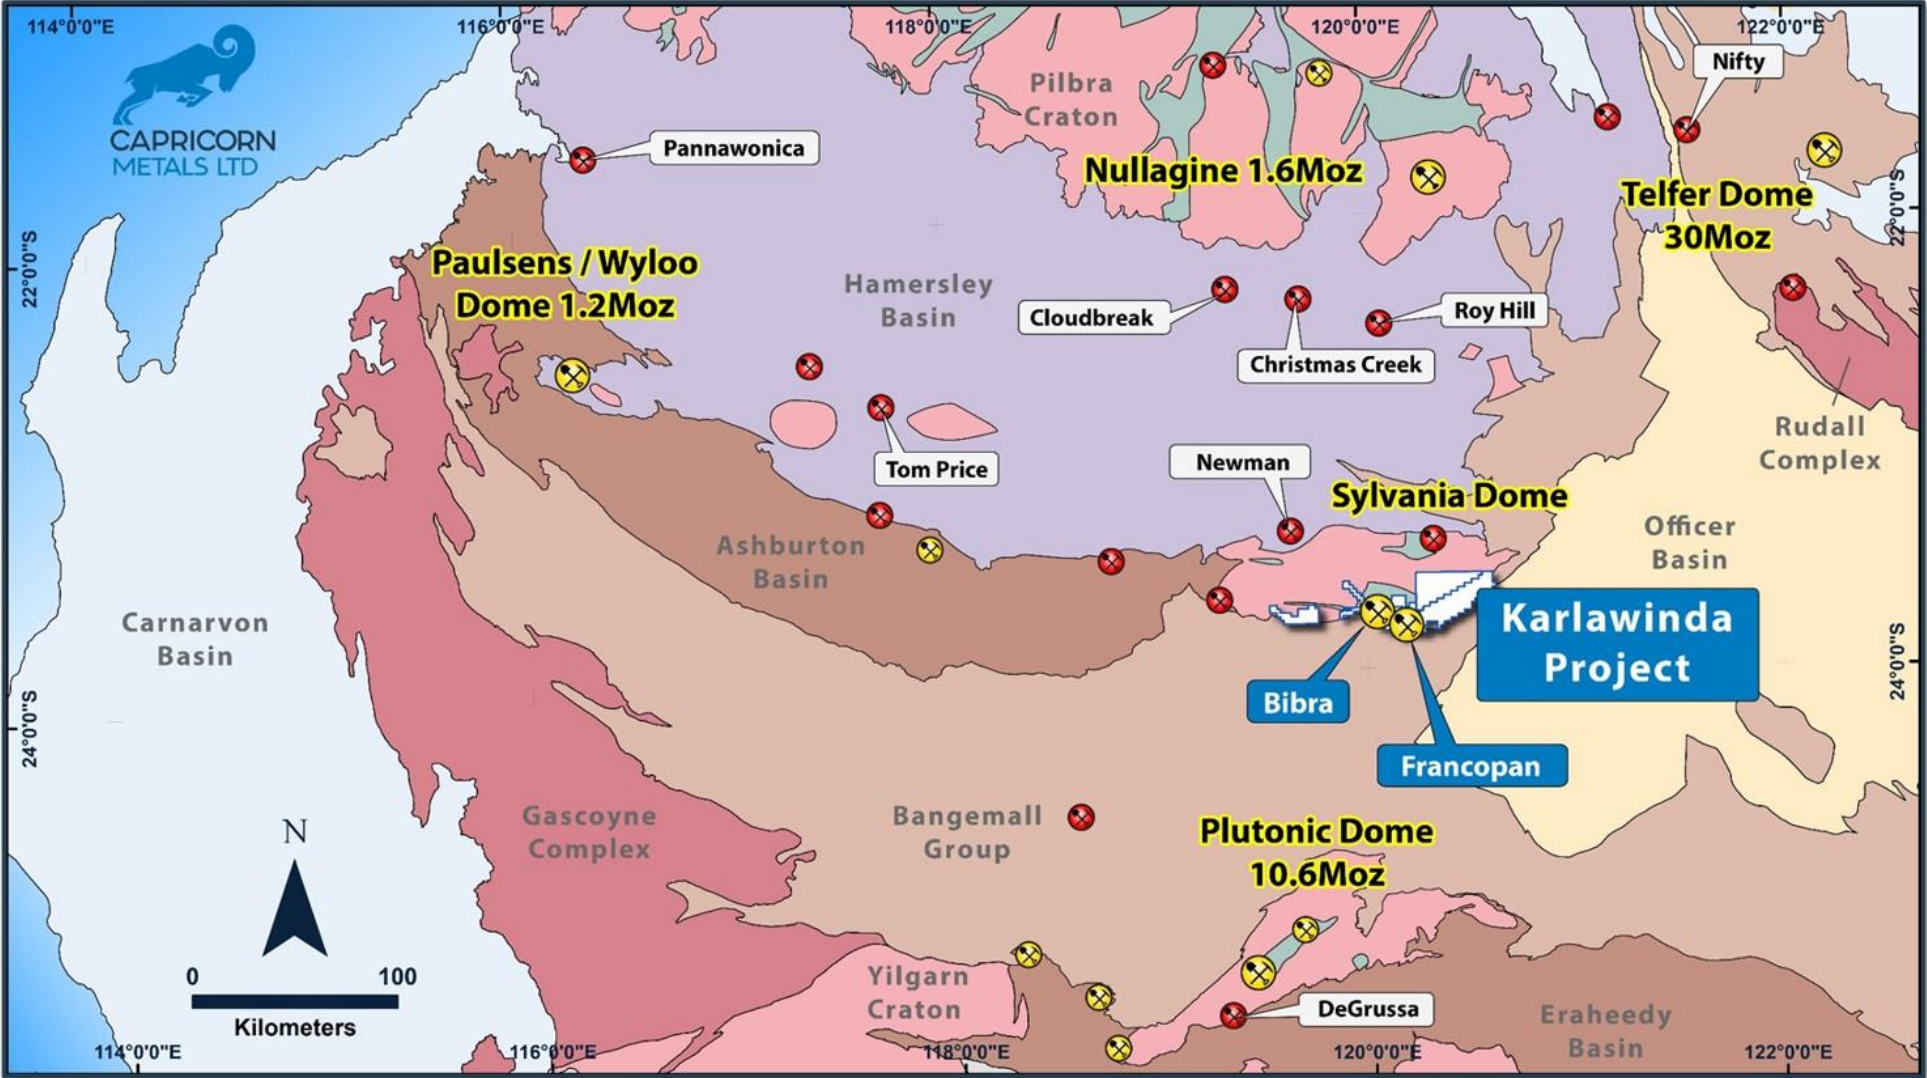 114°0'0"E
116°0'0"E
118°0'0"E
120°0'0"E
122°0'0"E
CAPRICORN
METALS LTD
Pannawonica
Pilbra
Craton
Nifty
Nullagine 1.6Moz
Telfer Dome
30Moz
22°0'0"S
22°0'0"S
Paulsens / Wyloo
Dome 1.2Moz
Hamersley
Basin
Cloudbreak
Roy Hill
Christmas Creek
Rudall
Complex
Tom Price
Newman
Sylvania Dome
Officer
Basin
Ashburton
Basin
Carnarvon
Basin
Karlawinda
Project
24°0'0"S
24°0'0"S
Bibra
Francopan
Gascoyne
Complex
Bangemall
Group
Plutonic Dome
10.6Moz
N
0 100
Kilometers
Yilgarn
Craton
DeGrussa
Eraheedy
Basin
114°0'0"E
116°0'0"E
118°0'0"E
120°0'0"E
122°0'0"E